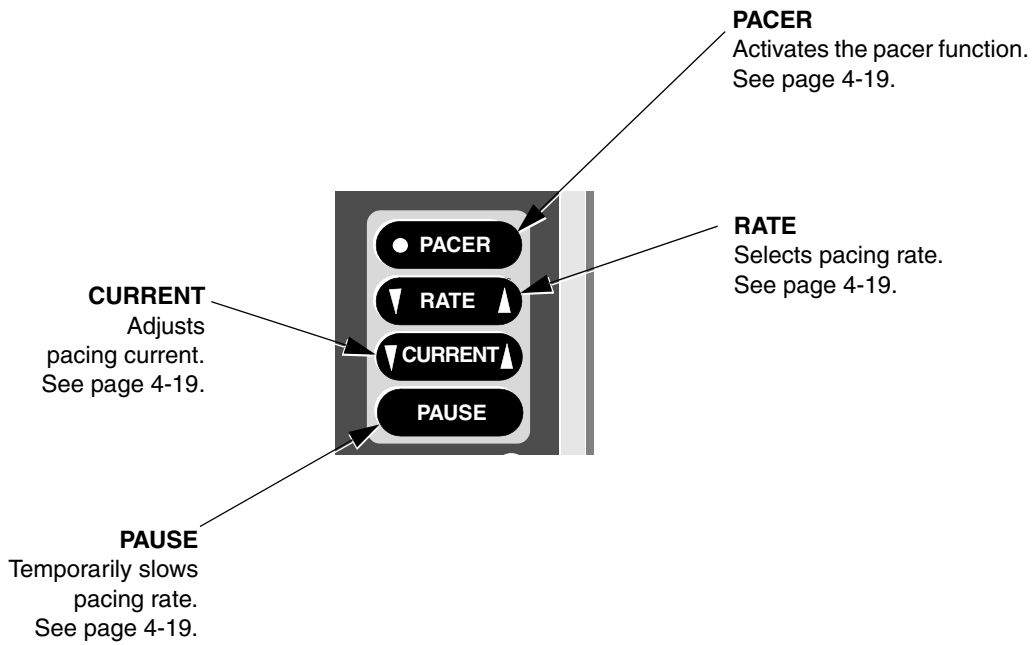 PACER
Activates the pacer function.
See page 4-19.
RATE
Selects pacing rate.
See page 4-19.
CURRENT
Adjusts
pacing current.
See page 4-19.
PACER
RATE
CURRENT
PAUSE
PAUSE
Temporarily slows
pacing rate.
See page 4-19.